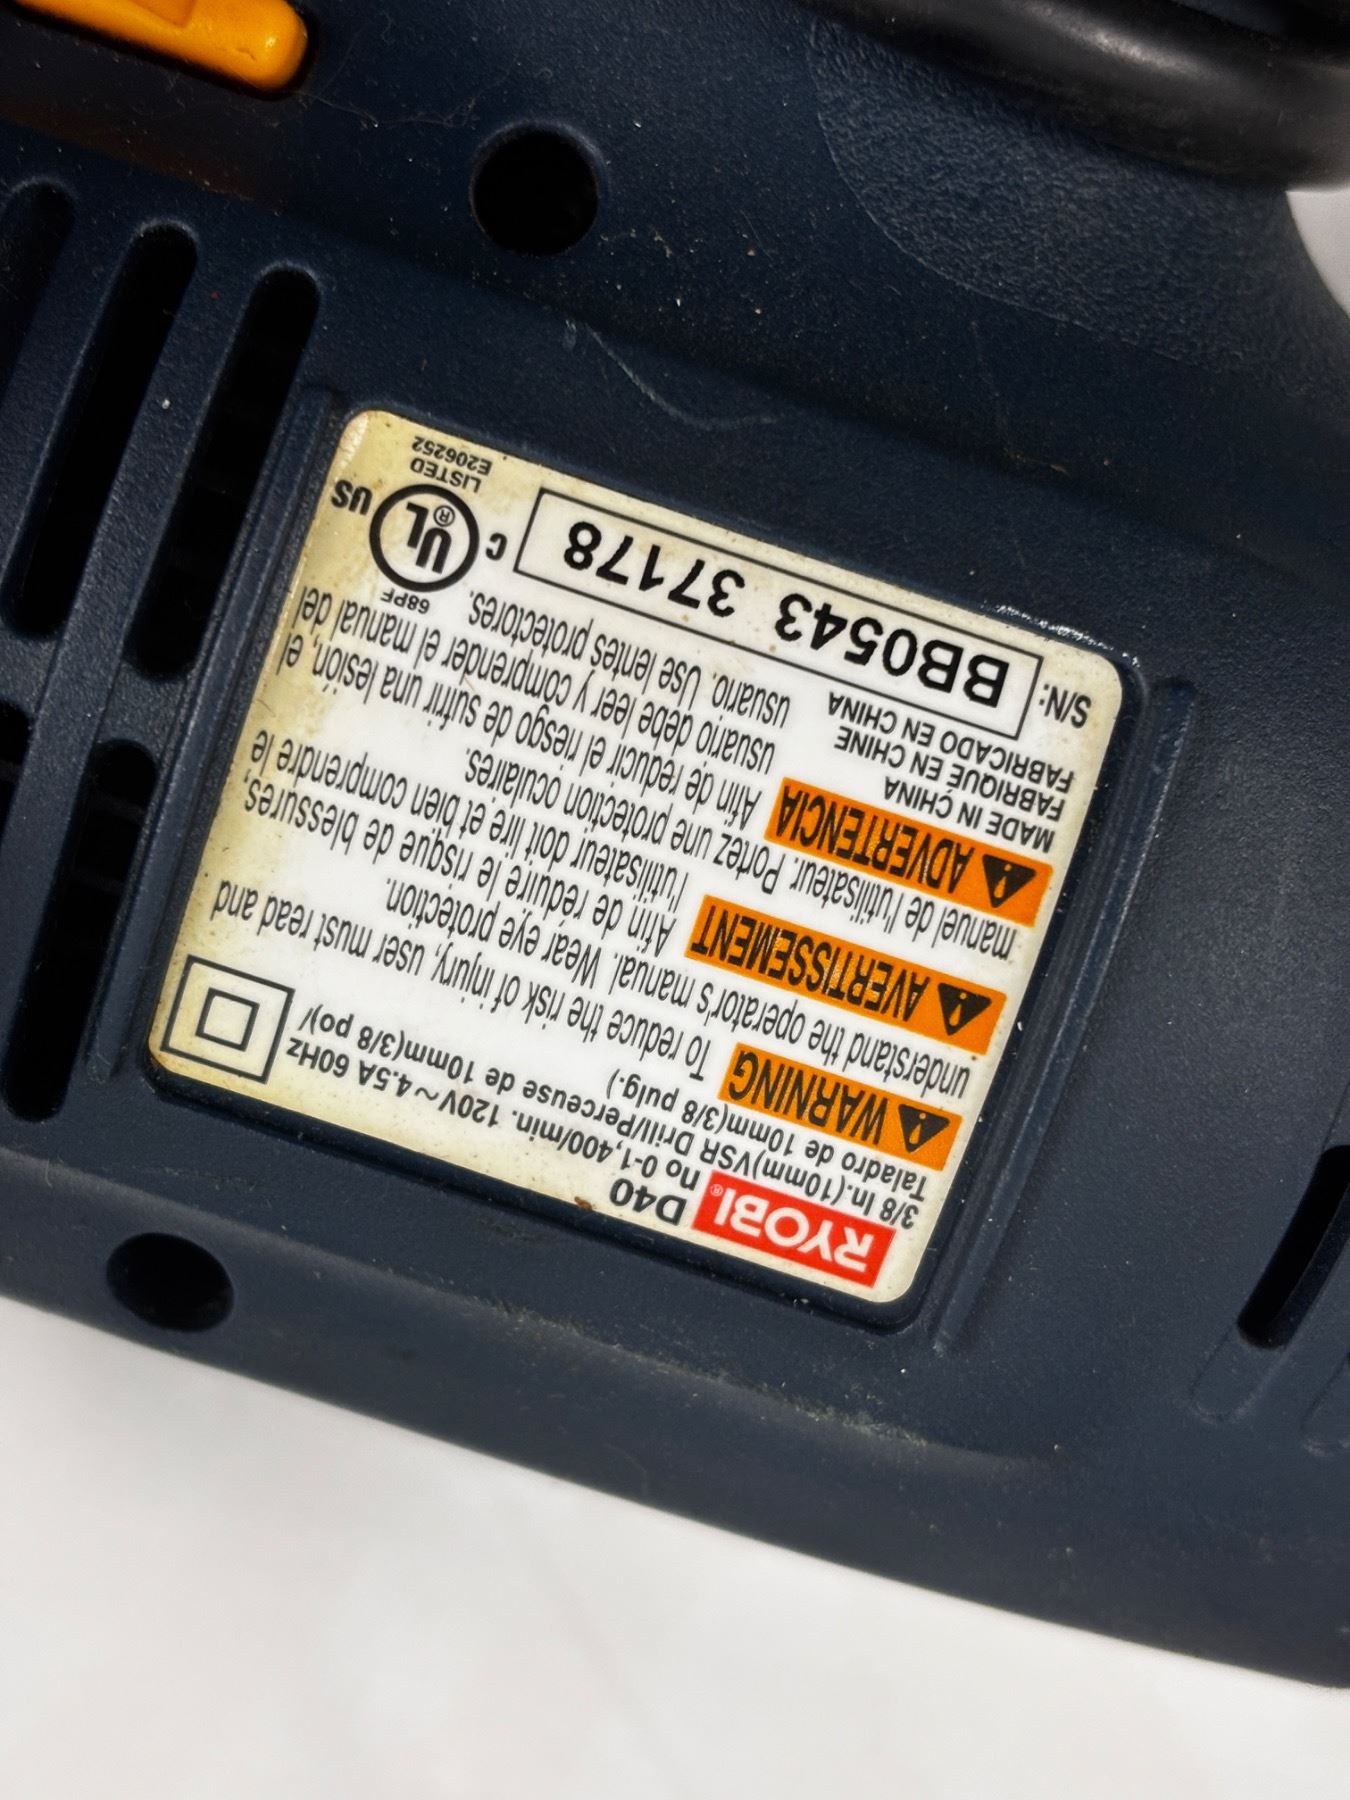 RYOBI® D40
3/8 In.(10mm)VSR Drill/Perceuse de 10mm(3/8 po)/
Taladro de 10mm(3/8 pulg.)
no 0-1,400/min. 120V~4.5A 60Hz
WARNING To reduce the risk of injury, user must read and
understand the operator's manual. Wear eye protection.
AVERTISSEMENT Afin de réduire le risque de blessures,
l'utilisateur doit lire et bien comprendre le
manuel de l'utilisateur. Portez une protection oculaires.
ADVERTENCIA Afin de reducir el riesgo de sufrir una lesión, el
usuario debe leer y comprender el manual del
usuario. Use lentes protectores.
MADE IN CHINA
FABRIQUÉ EN CHINE
FABRICADO EN CHINA
S/N: BB0543 37178
68PF
C UL® US
LISTED
E206252